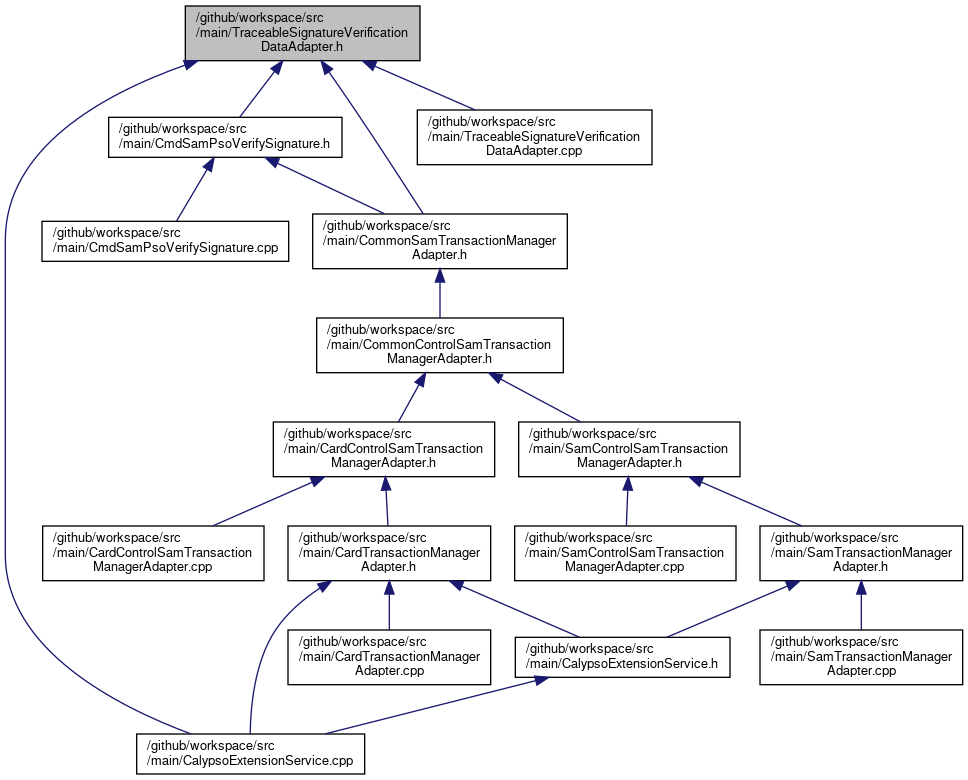 /github/workspace/src
/main/TraceableSignatureVerification
DataAdapter.h
/github/workspace/src
/main/CmdSamPsoVerifySignature.h
/github/workspace/src
/main/TraceableSignatureVerification
DataAdapter.cpp
/github/workspace/src
/main/CmdSamPsoVerifySignature.cpp
/github/workspace/src
/main/CommonSamTransactionManager
Adapter.h
/github/workspace/src
/main/CommonControlSamTransaction
ManagerAdapter.h
/github/workspace/src
/main/CardControlSamTransaction
ManagerAdapter.h
/github/workspace/src
/main/SamControlSamTransaction
ManagerAdapter.h
/github/workspace/src
/main/CardControlSamTransaction
ManagerAdapter.cpp
/github/workspace/src
/main/CardTransactionManager
Adapter.h
/github/workspace/src
/main/SamControlSamTransaction
ManagerAdapter.cpp
/github/workspace/src
/main/SamTransactionManager
Adapter.h
/github/workspace/src
/main/CardTransactionManager
Adapter.cpp
/github/workspace/src
/main/CalypsoExtensionService.h
/github/workspace/src
/main/SamTransactionManager
Adapter.cpp
/github/workspace/src
/main/CalypsoExtensionService.cpp